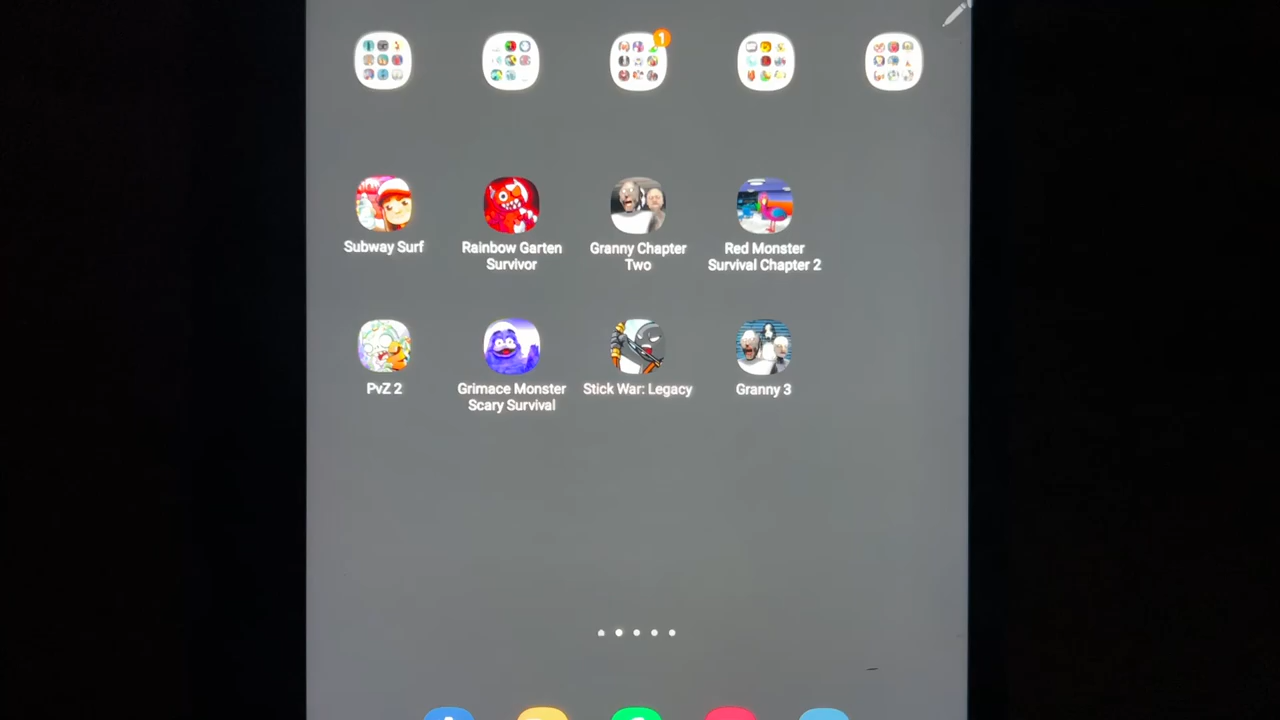 1
Subway Surf
Rainbow Garten
Survivor
Granny Chapter
Two
Red Monster
Survival Chapter 2
PvZ 2
Grimace Monster
Scary Survival
Stick War: Legacy
Granny 3